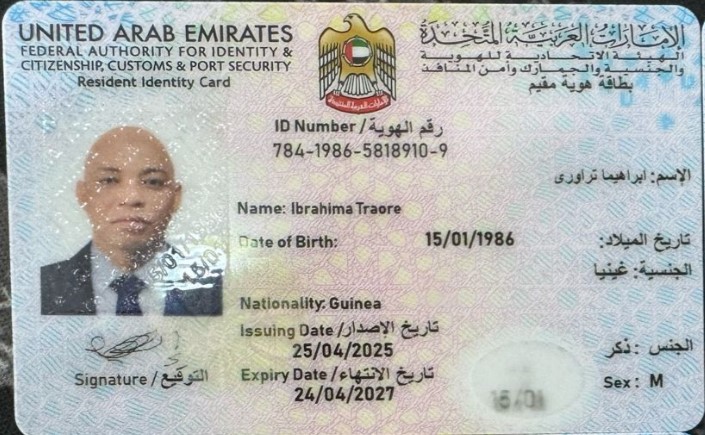 UNITED ARAB EMIRATES
FEDERAL AUTHORITY FOR IDENTITY &
CITIZENSHIP, CUSTOMS & PORT SECURITY
Resident Identity Card
الإمارات العربية المتحدة
الهيئة الاتحادية للهوية
والجنسية والجمارك وأمن المنافذ
بطاقة هوية مقيم
ID Number / رقم الهوية
784-1986-5818910-9
الإسم: ابراهيما تراورى
Name: Ibrahima Traore
Date of Birth: 15/01/1986 تاريخ الميلاد:
الجنسية: غينيا
Nationality: Guinea
Issuing Date / تاريخ الاصدار
25/04/2025
الجنس : ذكر
Expiry Date / تاريخ الانتهاء
24/04/2027
Sex : M
Signature / التوقيع
15/01